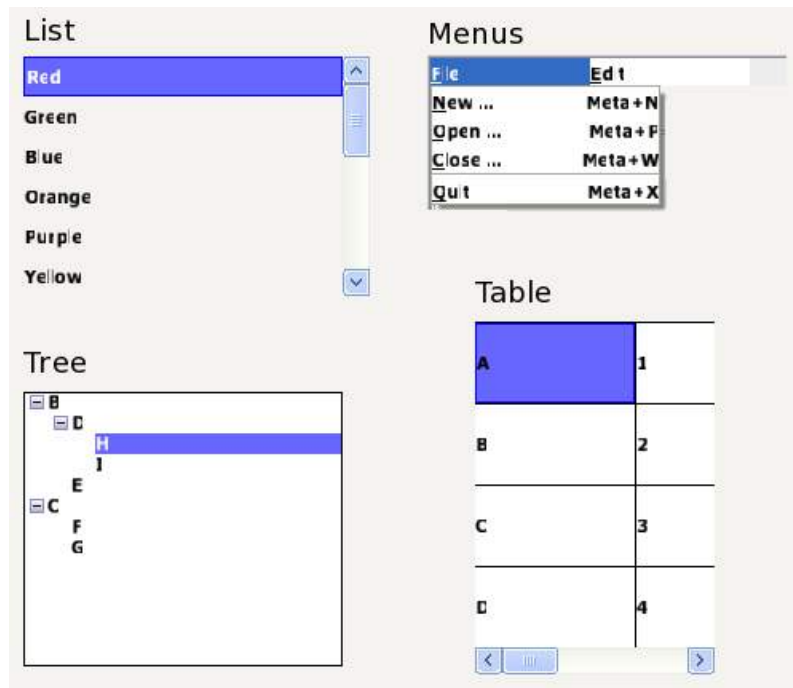 List
Red
Green
Blue
Orange
Purple
Yellow
Menus
File Edit
New ... Meta+N
Open ... Meta+P
Close ... Meta+W
Quit Meta+X
Tree
B
D
H
I
E
C
F
G
Table
A 1
B 2
C 3
D 4